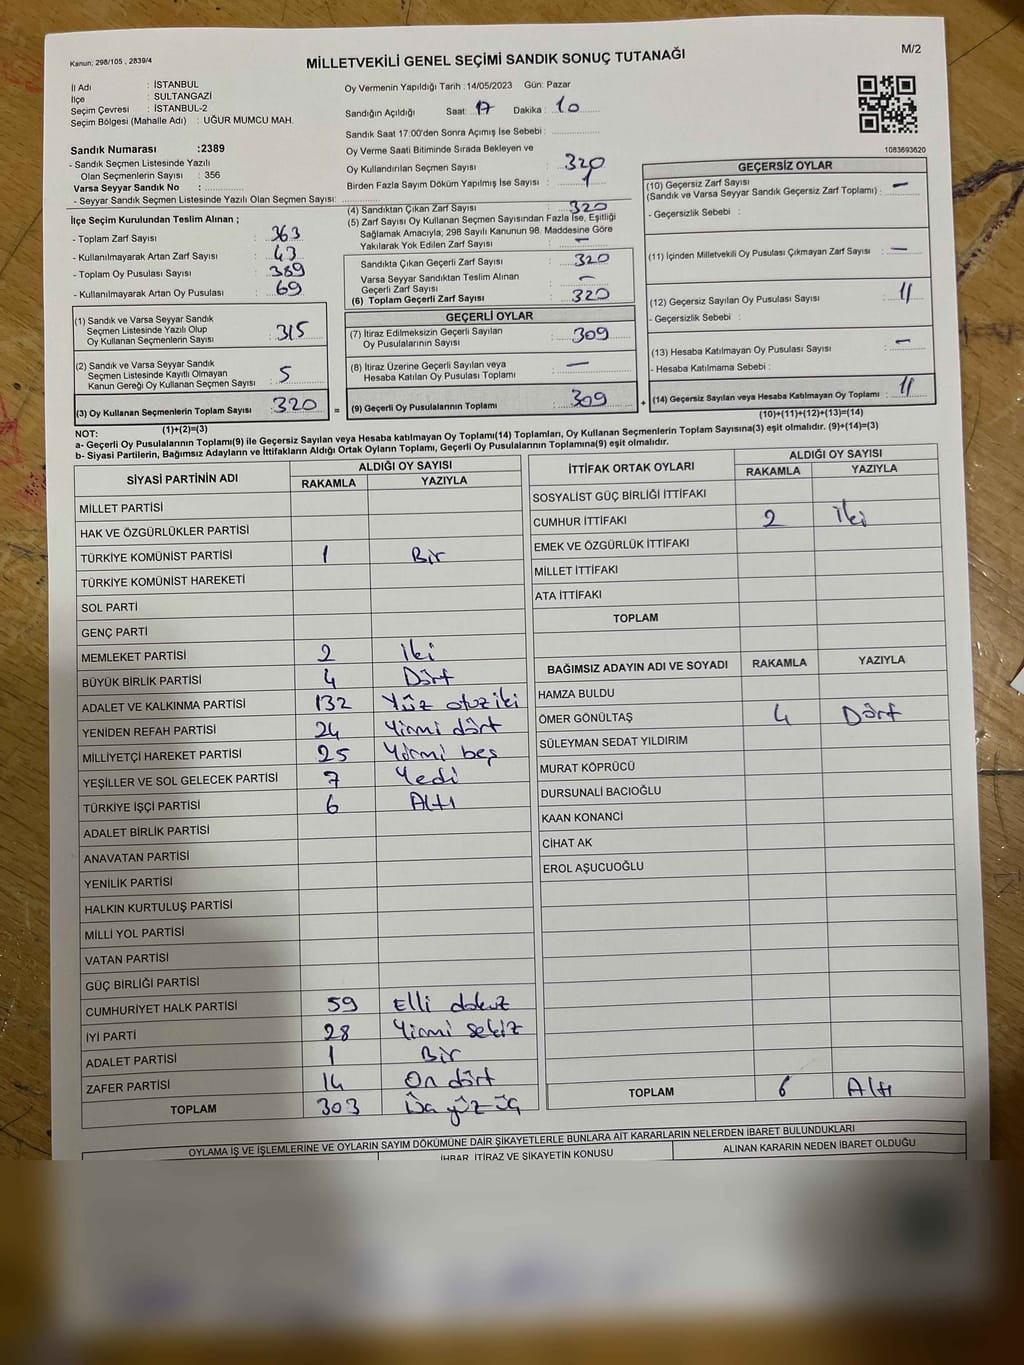 Kanun; 298/105 , 2839/4
MİLLETVEKİLİ GENEL SEÇİMİ SANDIK SONUÇ TUTANAĞI
M/2
İl Adı : İSTANBUL
İlçe : SULTANGAZİ
Seçim Çevresi : İSTANBUL-2
Seçim Bölgesi (Mahalle Adı) : UĞUR MUMCU MAH.
Oy Vermenin Yapıldığı Tarih :14/05/2023 Gün: Pazar
Sandığın Açıldığı Saat: 17 Dakika : 10
Sandık Saat 17:00'den Sonra Açımış İse Sebebi :
Oy Verme Saati Bitiminde Sırada Bekleyen ve
Oy Kullandırılan Seçmen Sayısı : 320
Birden Fazla Sayım Döküm Yapılmış İse Sayısı : 1
1083693620
Sandık Numarası :2389
- Sandık Seçmen Listesinde Yazılı
Olan Seçmenlerin Sayısı : 356
Varsa Seyyar Sandık No :
- Seyyar Sandık Seçmen Listesinde Yazılı Olan Seçmen Sayısı:
İlçe Seçim Kurulundan Teslim Alınan ;
- Toplam Zarf Sayısı : 363
- Kullanılmayarak Artan Zarf Sayısı : 43
- Toplam Oy Pusulası Sayısı : 389
- Kullanılmayarak Artan Oy Pusulası : 69
(4) Sandıktan Çıkan Zarf Sayısı : 320
(5) Zarf Sayısı Oy Kullanan Seçmen Sayısından Fazla İse, Eşitliği
Sağlamak Amacıyla; 298 Sayılı Kanunun 98. Maddesine Göre
Yakılarak Yok Edilen Zarf Sayısı : –
Sandıkta Çıkan Geçerli Zarf Sayısı : 320
Varsa Seyyar Sandıktan Teslim Alınan
Geçerli Zarf Sayısı : –
(6) Toplam Geçerli Zarf Sayısı : 320
GEÇERSİZ OYLAR
(10) Geçersiz Zarf Sayısı
(Sandık ve Varsa Seyyar Sandık Geçersiz Zarf Toplamı) : –
- Geçersizlik Sebebi :
(11) İçinden Milletvekili Oy Pusulası Çıkmayan Zarf Sayısı : –
(12) Geçersiz Sayılan Oy Pusulası Sayısı : 11
- Geçersizlik Sebebi :
(13) Hesaba Katılmayan Oy Pusulası Sayısı : –
- Hesaba Katılmama Sebebi :
(14) Geçersiz Sayılan veya Hesaba Katılmayan Oy Toplamı : 11
(10)+(11)+(12)+(13)=(14)
(1) Sandık ve Varsa Seyyar Sandık
Seçmen Listesinde Yazılı Olup
Oy Kullanan Seçmenlerin Sayısı : 315
(2) Sandık ve Varsa Seyyar Sandık
Seçmen Listesinde Kayıtlı Olmayan
Kanun Gereği Oy Kullanan Seçmen Sayısı : 5
(3) Oy Kullanan Seçmenlerin Toplam Sayısı : 320 =
(1)+(2)=(3)
GEÇERLİ OYLAR
(7) İtiraz Edilmeksizin Geçerli Sayılan
Oy Pusulalarının Sayısı : 309
(8) İtiraz Üzerine Geçerli Sayılan veya
Hesaba Katılan Oy Pusulası Toplamı : –
(9) Geçerli Oy Pusulalarının Toplamı : 309 +
NOT:
a- Geçerli Oy Pusulalarının Toplamı(9) ile Geçersiz Sayılan veya Hesaba katılmayan Oy Toplamı(14) Toplamları, Oy Kullanan Seçmenlerin Toplam Sayısına(3) eşit olmalıdır. (9)+(14)=(3)
b- Siyasi Partilerin, Bağımsız Adayların ve İttifakların Aldığı Ortak Oyların Toplamı, Geçerli Oy Pusulalarının Toplamına(9) eşit olmalıdır.
SİYASİ PARTİNİN ADI ALDIĞI OY SAYISI
RAKAMLA YAZIYLA
MİLLET PARTİSİ
HAK VE ÖZGÜRLÜKLER PARTİSİ
TÜRKİYE KOMÜNİST PARTİSİ 1 Bir
TÜRKİYE KOMÜNİST HAREKETİ
SOL PARTİ
GENÇ PARTİ
MEMLEKET PARTİSİ 2 İki
BÜYÜK BİRLİK PARTİSİ 4 Dört
ADALET VE KALKINMA PARTİSİ 132 Yüz otuz iki
YENİDEN REFAH PARTİSİ 24 Yirmi dört
MİLLİYETÇİ HAREKET PARTİSİ 25 Yirmi beş
YEŞİLLER VE SOL GELECEK PARTİSİ 7 Yedi
TÜRKİYE İŞÇİ PARTİSİ 6 Altı
ADALET BİRLİK PARTİSİ
ANAVATAN PARTİSİ
YENİLİK PARTİSİ
HALKIN KURTULUŞ PARTİSİ
MİLLİ YOL PARTİSİ
VATAN PARTİSİ
GÜÇ BİRLİĞİ PARTİSİ
CUMHURİYET HALK PARTİSİ 59 Elli dokuz
İYİ PARTİ 28 Yirmi sekiz
ADALET PARTİSİ 1 Bir
ZAFER PARTİSİ 14 On dört
TOPLAM 303 Üç yüz üç
İTTİFAK ORTAK OYLARI ALDIĞI OY SAYISI
RAKAMLA YAZIYLA
SOSYALİST GÜÇ BİRLİĞİ İTTİFAKI
CUMHUR İTTİFAKI 2 İki
EMEK VE ÖZGÜRLÜK İTTİFAKI
MİLLET İTTİFAKI
ATA İTTİFAKI
TOPLAM
BAĞIMSIZ ADAYIN ADI VE SOYADI RAKAMLA YAZIYLA
HAMZA BULDU
ÖMER GÖNÜLTAŞ 4 Dört
SÜLEYMAN SEDAT YILDIRIM
MURAT KÖPRÜCÜ
DURSUNALİ BACIOĞLU
KAAN KONANCİ
CİHAT AK
EROL AŞUCUOĞLU
TOPLAM 6 Altı
OYLAMA İŞ VE İŞLEMLERİNE VE OYLARIN SAYIM DÖKÜMÜNE DAİR ŞİKAYETLERLE BUNLARA AİT KARARLARIN NELERDEN İBARET BULUNDUKLARI
İHBAR, İTİRAZ VE ŞİKAYETİN KONUSU
ALINAN KARARIN NEDEN İBARET OLDUĞU